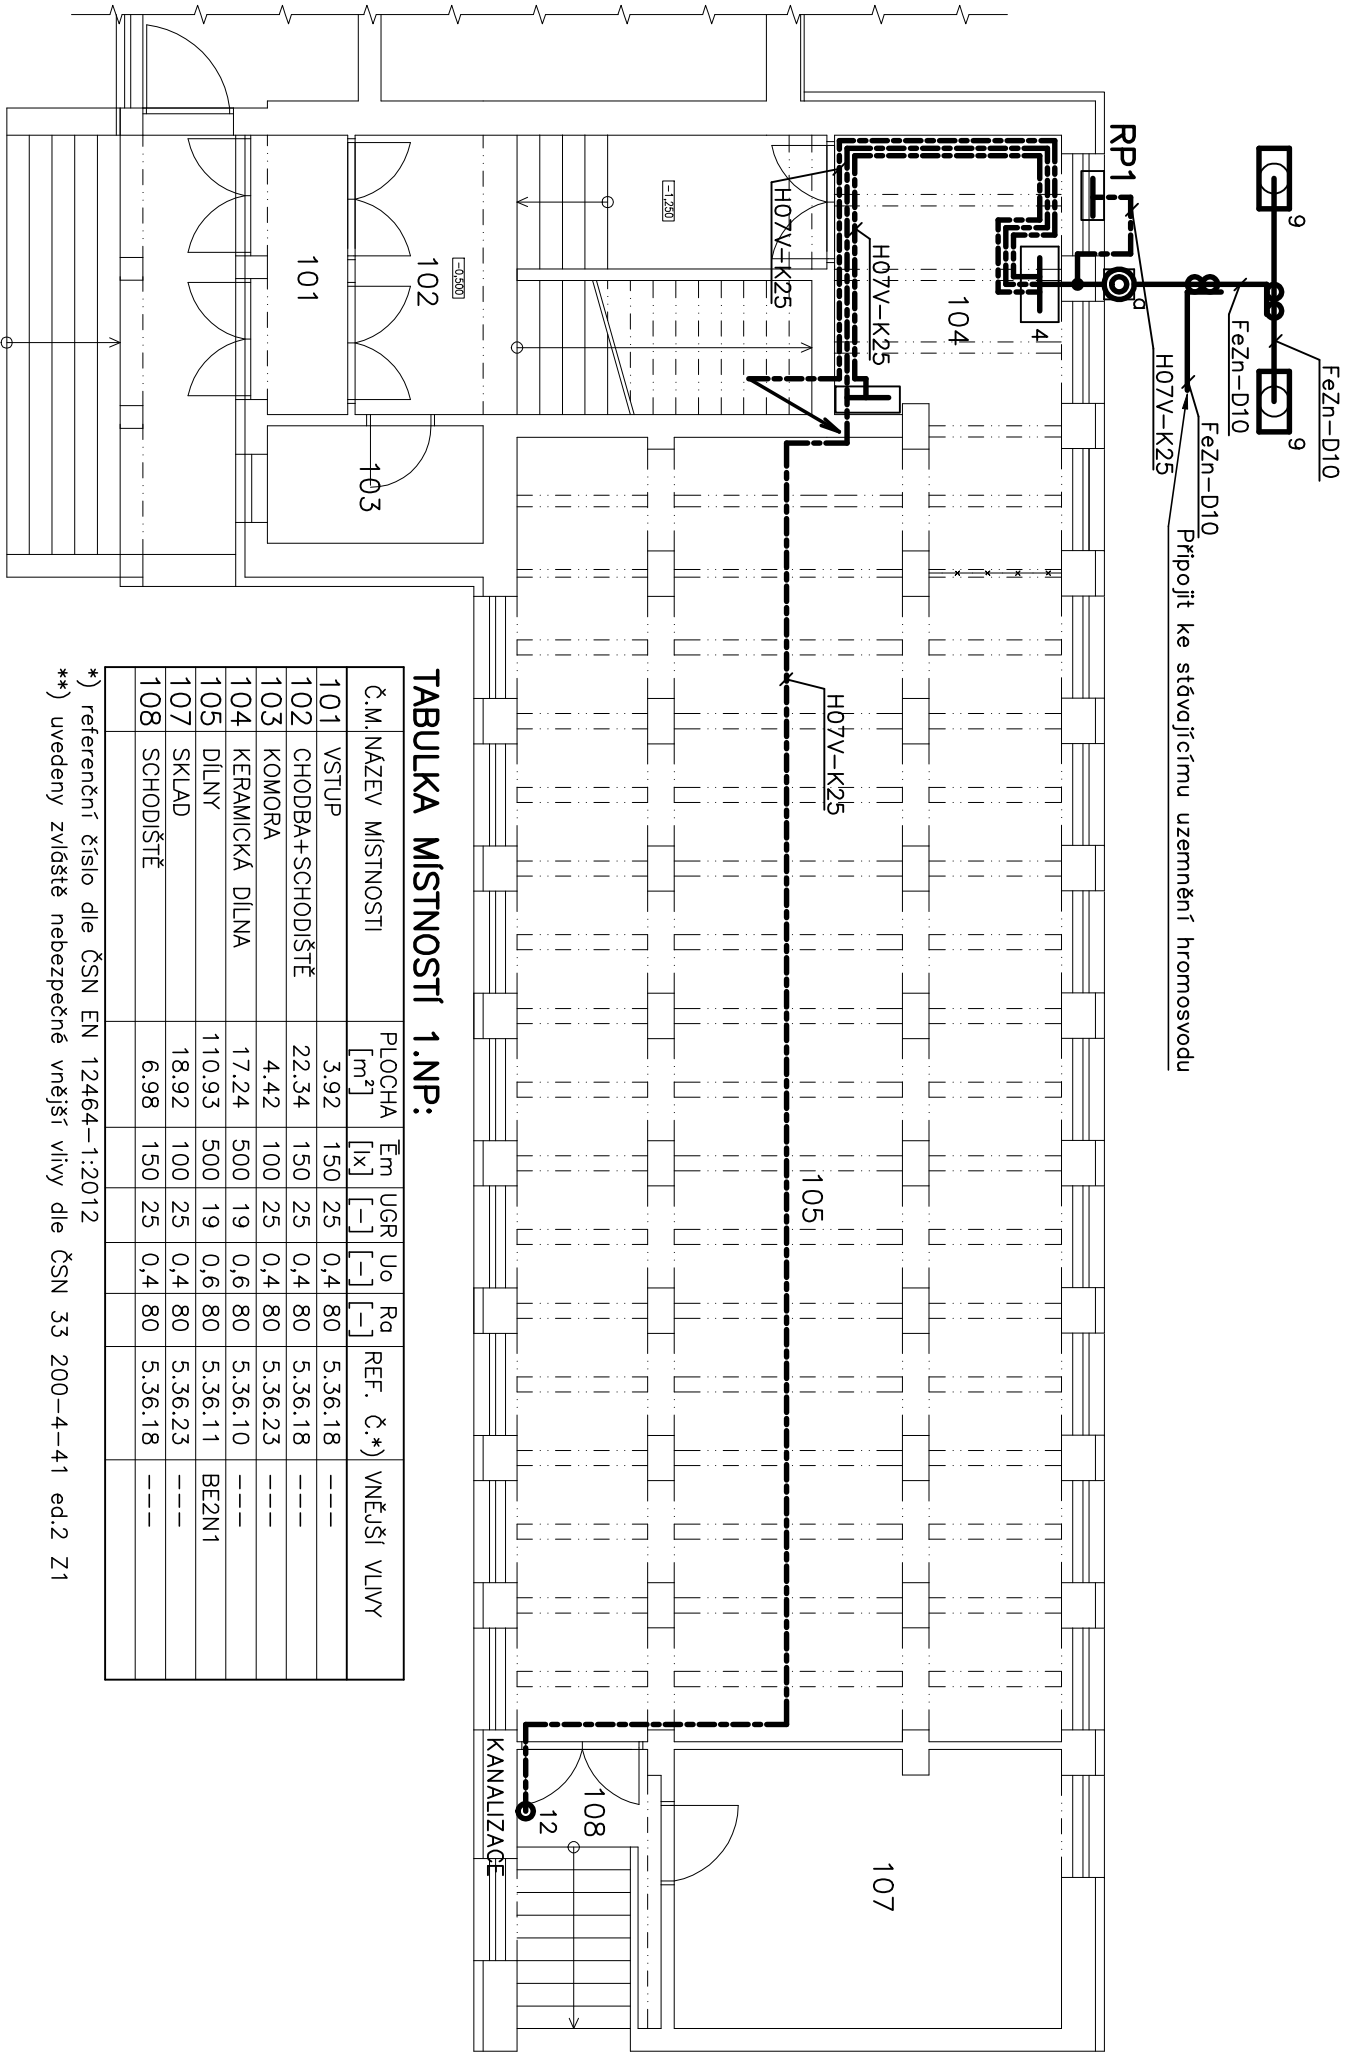 FeZn-D10
FeZn-D10
FeZn-D10
H07V-K25
Připojit ke stávajícímu uzemnění hromosvodu
9
9
a
RP1
4
104
H07V-K25
H07V-K25
H07V-K25
-1,250
-0,500
101
102
103
105
107
108
12
KANALIZACE
TABULKA MÍSTNOSTÍ 1.NP:
Č.M. NÁZEV MÍSTNOSTI PLOCHA [m²] Ēm [lx] UGR [-] Uo [-] Ra [-] REF. Č.*) VNĚJŠÍ VLIVY
101 VSTUP 3.92 150 25 0,4 80 5.36.18 ---
102 CHODBA+SCHODIŠTĚ 22.34 150 25 0,4 80 5.36.18 ---
103 KOMORA 4.42 100 25 0,4 80 5.36.23 ---
104 KERAMICKÁ DÍLNA 17.24 500 19 0,6 80 5.36.10 ---
105 DÍLNY 110.93 500 19 0,6 80 5.36.11 BE2N1
107 SKLAD 18.92 100 25 0,4 80 5.36.23 ---
108 SCHODIŠTĚ 6.98 150 25 0,4 80 5.36.18 ---
*) referenční číslo dle ČSN EN 12464-1:2012
**) uvedeny zvláště nebezpečné vnější vlivy dle ČSN 33 200-4-41 ed.2 Z1